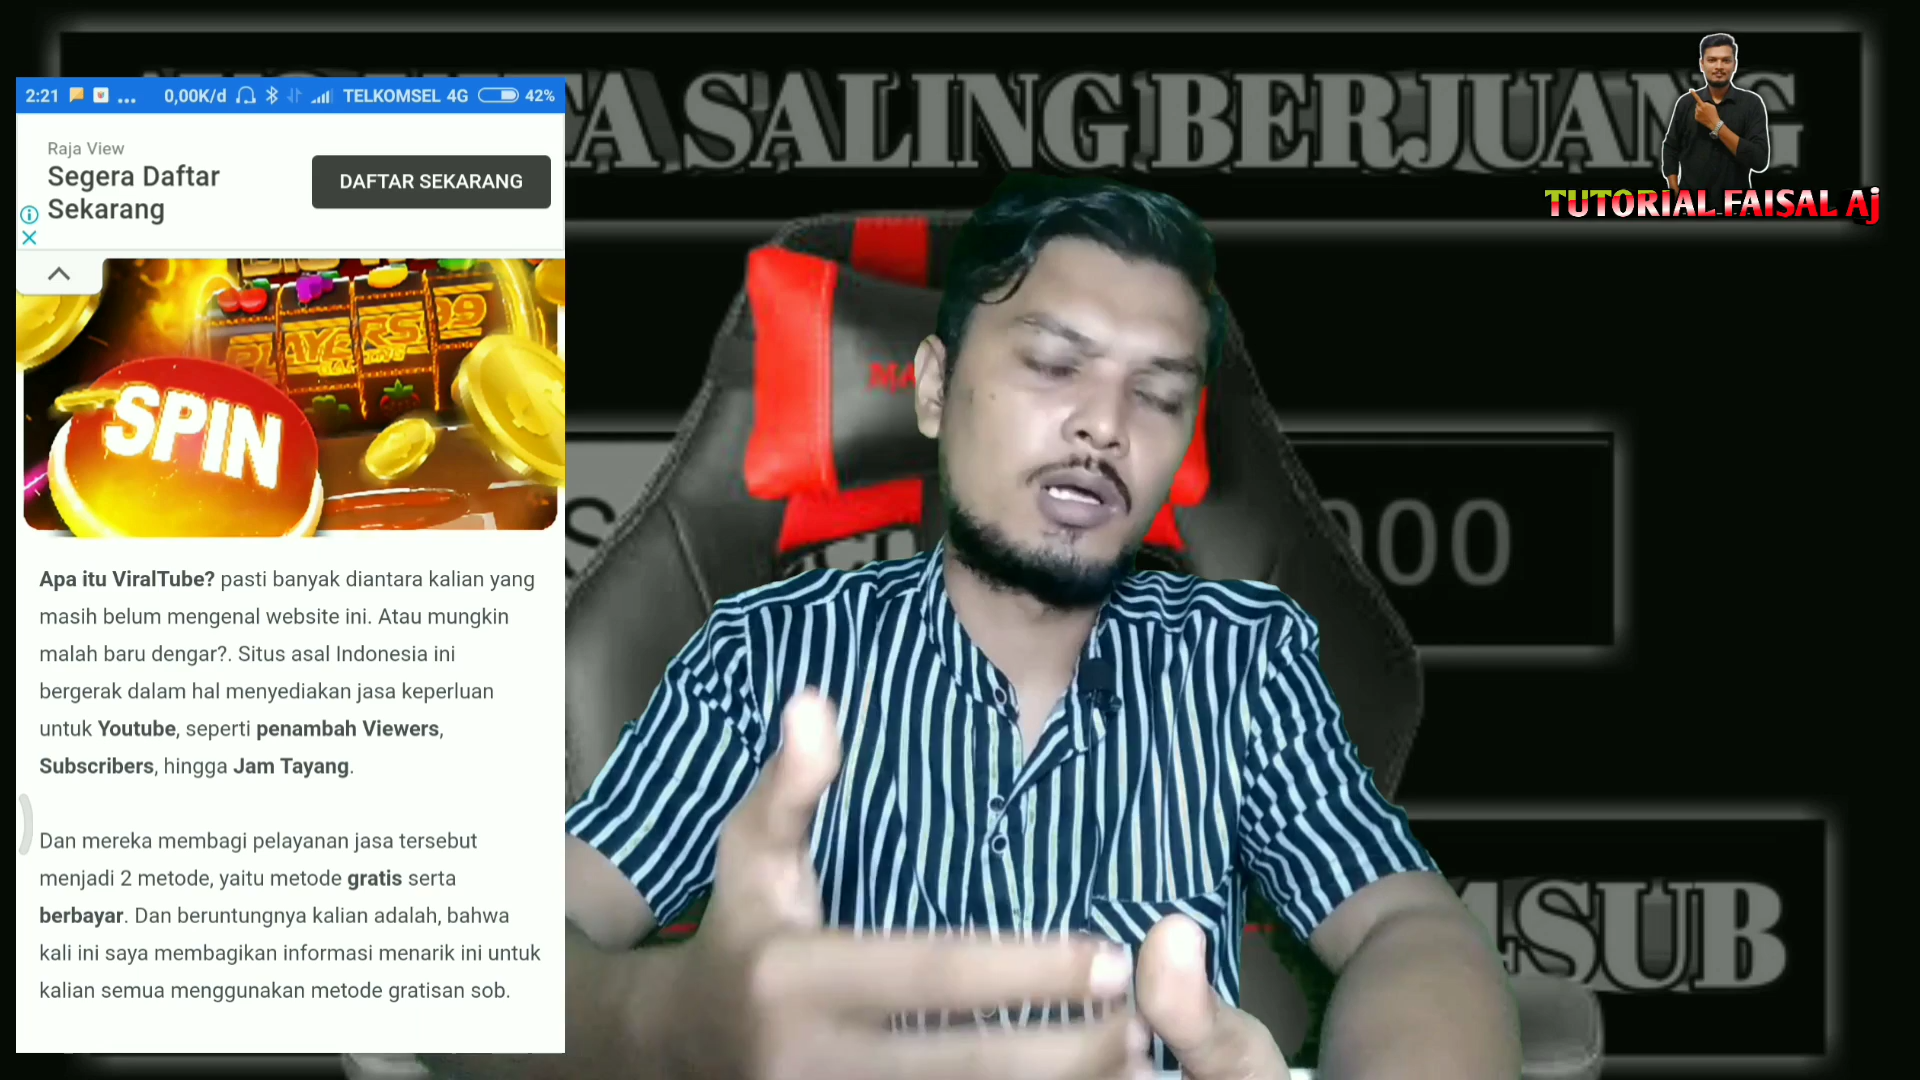 TA SALING BERJUANG
TUTORIAL FAISAL Aj
2:21 ... 0,00K/d TELKOMSEL 4G 42%
Raja View
Segera Daftar
Sekarang
DAFTAR SEKARANG
PLAYERS99
SPIN
Apa itu ViralTube? pasti banyak diantara kalian yang
masih belum mengenal website ini. Atau mungkin
malah baru dengar?. Situs asal Indonesia ini
bergerak dalam hal menyediakan jasa keperluan
untuk Youtube, seperti penambah Viewers,
Subscribers, hingga Jam Tayang.
Dan mereka membagi pelayanan jasa tersebut
menjadi 2 metode, yaitu metode gratis serta
berbayar. Dan beruntungnya kalian adalah, bahwa
kali ini saya membagikan informasi menarik ini untuk
kalian semua menggunakan metode gratisan sob.
MA
S
000
SUB